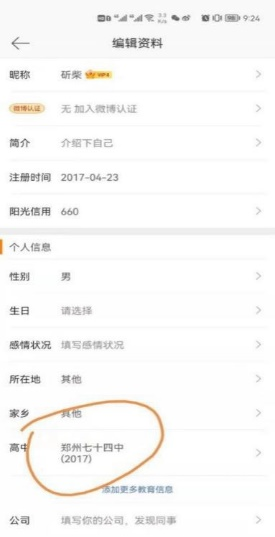 9:24
编辑资料
昵称 斫柴 VIP4
微博认证 无 加入微博认证
简介 介绍下自己
注册时间 2017-04-23
阳光信用 660
个人信息
性别 男
生日 请选择
感情状况 填写感情状况
所在地 其他
家乡 其他
高中 郑州七十四中
(2017)
添加更多教育信息
公司 填写你的公司，发现同事